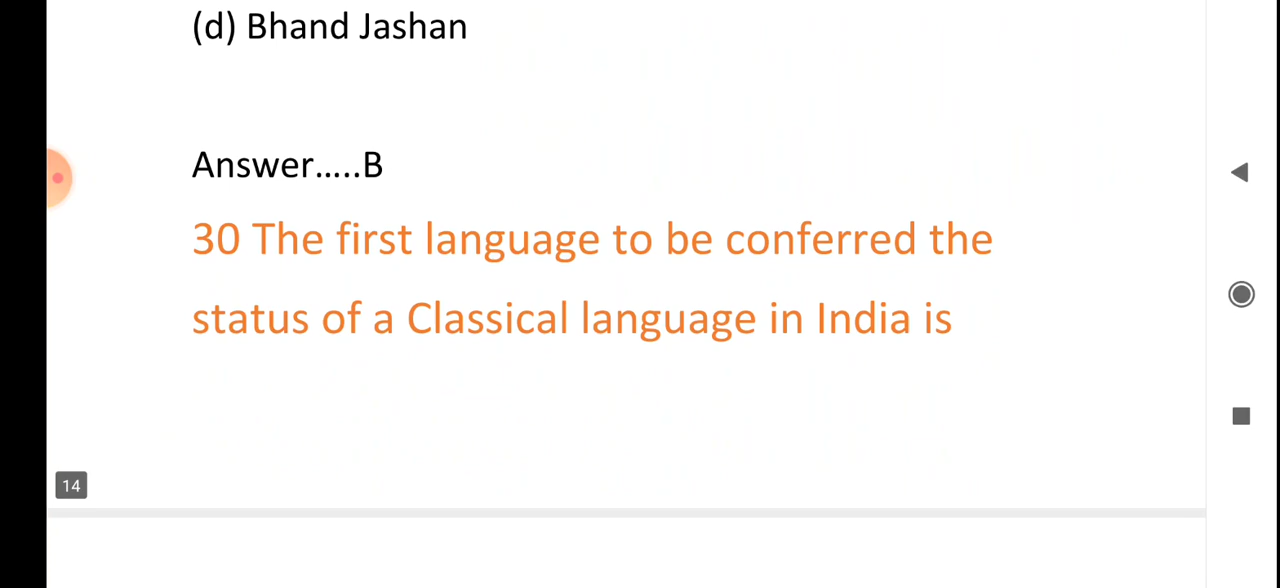 (d) Bhand Jashan
Answer.....B
30 The first language to be conferred the
status of a Classical language in India is
14